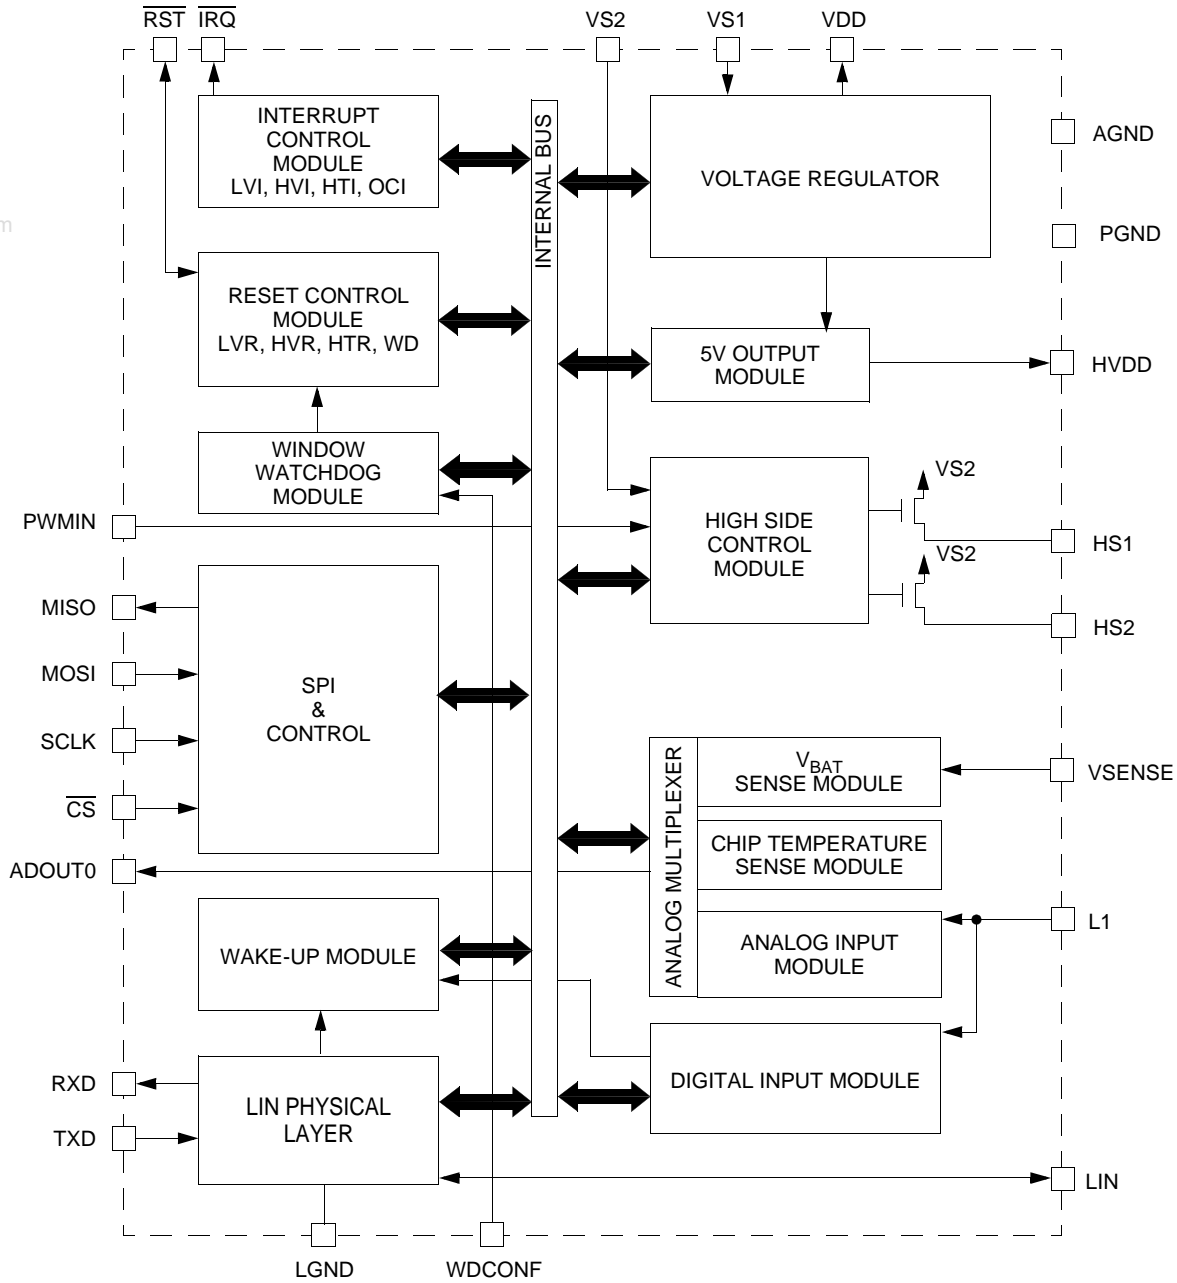 RST IRQ VS2 VS1 VDD
INTERRUPT
CONTROL
MODULE
LVI, HVI, HTI, OCI
INTERNAL BUS
VOLTAGE REGULATOR
AGND
PGND
m
RESET CONTROL
MODULE
LVR, HVR, HTR, WD
5V OUTPUT
MODULE
HVDD
WINDOW
WATCHDOG
MODULE
PWMIN
HIGH SIDE
CONTROL
MODULE
VS2
HS1
VS2
HS2
MISO
MOSI
SCLK
CS
SPI
&
CONTROL
ADOUT0
ANALOG MULTIPLEXER
VBAT
SENSE MODULE
VSENSE
CHIP TEMPERATURE
SENSE MODULE
ANALOG INPUT
MODULE
L1
WAKE-UP MODULE
DIGITAL INPUT MODULE
RXD
TXD
LIN PHYSICAL
LAYER
LIN
LGND WDCONF